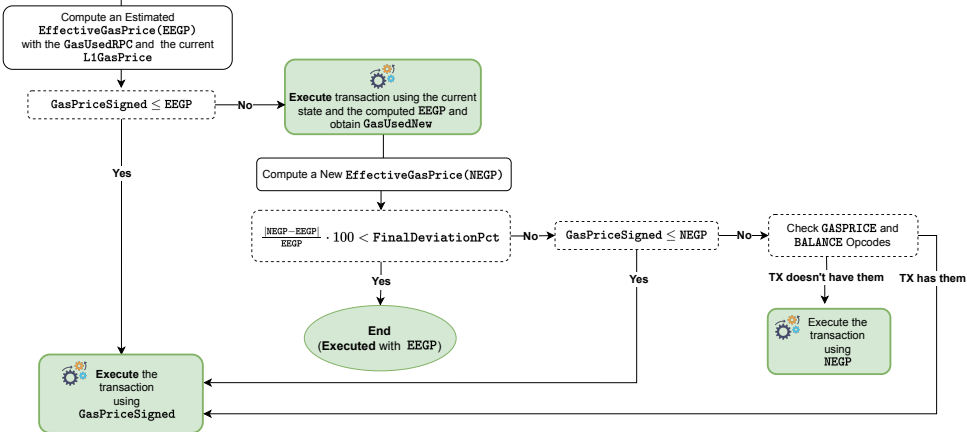 Compute an Estimated
EffectiveGasPrice(EEGP)
with the GasUsedRPC and the current
L1GasPrice
GasPriceSigned ≤ EEGP
No
Execute transaction using the current
state and the computed EEGP and
obtain GasUsedNew
Yes
Compute a New EffectiveGasPrice(NEGP)
|NEGP−EEGP|/EEGP · 100 < FinalDeviationPct
No
GasPriceSigned ≤ NEGP
No
Check GASPRICE and
BALANCE Opcodes
Yes
Yes
TX doesn't have them
TX has them
End
(Executed with EEGP)
Execute the
transaction
using
NEGP
Execute the
transaction
using
GasPriceSigned